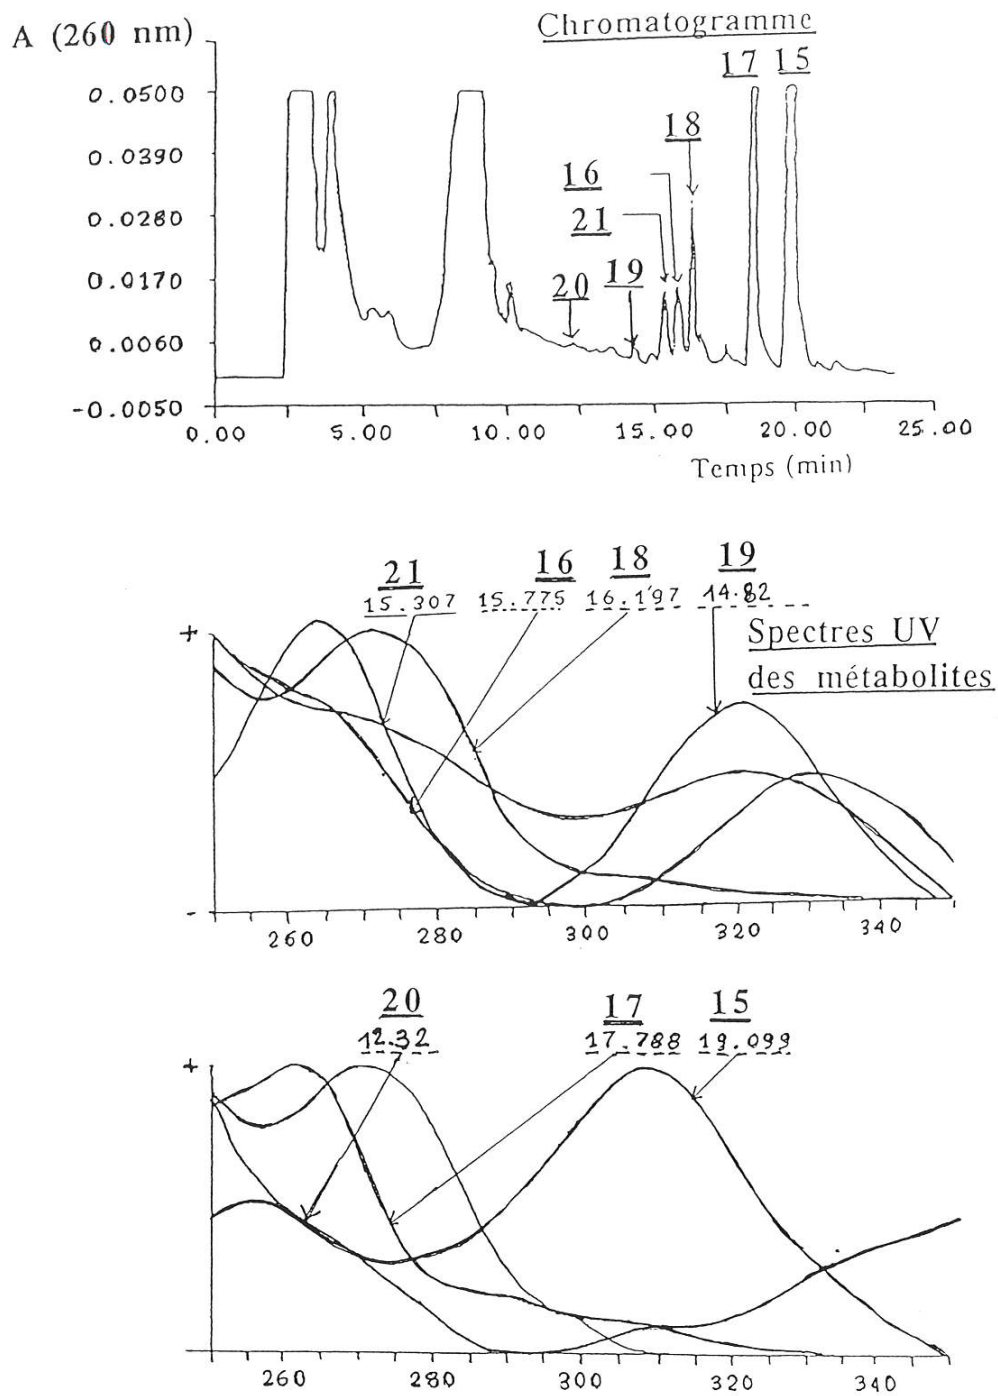 Chromatogramme
A (260 nm)
17 15
0.0500
0.0390
0.0280
0.0170
0.0060
-0.0050
18
16
21
20 19
0.00 5.00 10.00 15.00 20.00 25.00
Temps (min)
21 16 18 19
15.307 15.775 16.197 14.82
Spectres UV
des métabolites
+
-
260 280 300 320 340
20 17 15
12.32 17.788 19.099
+
260 280 300 320 340